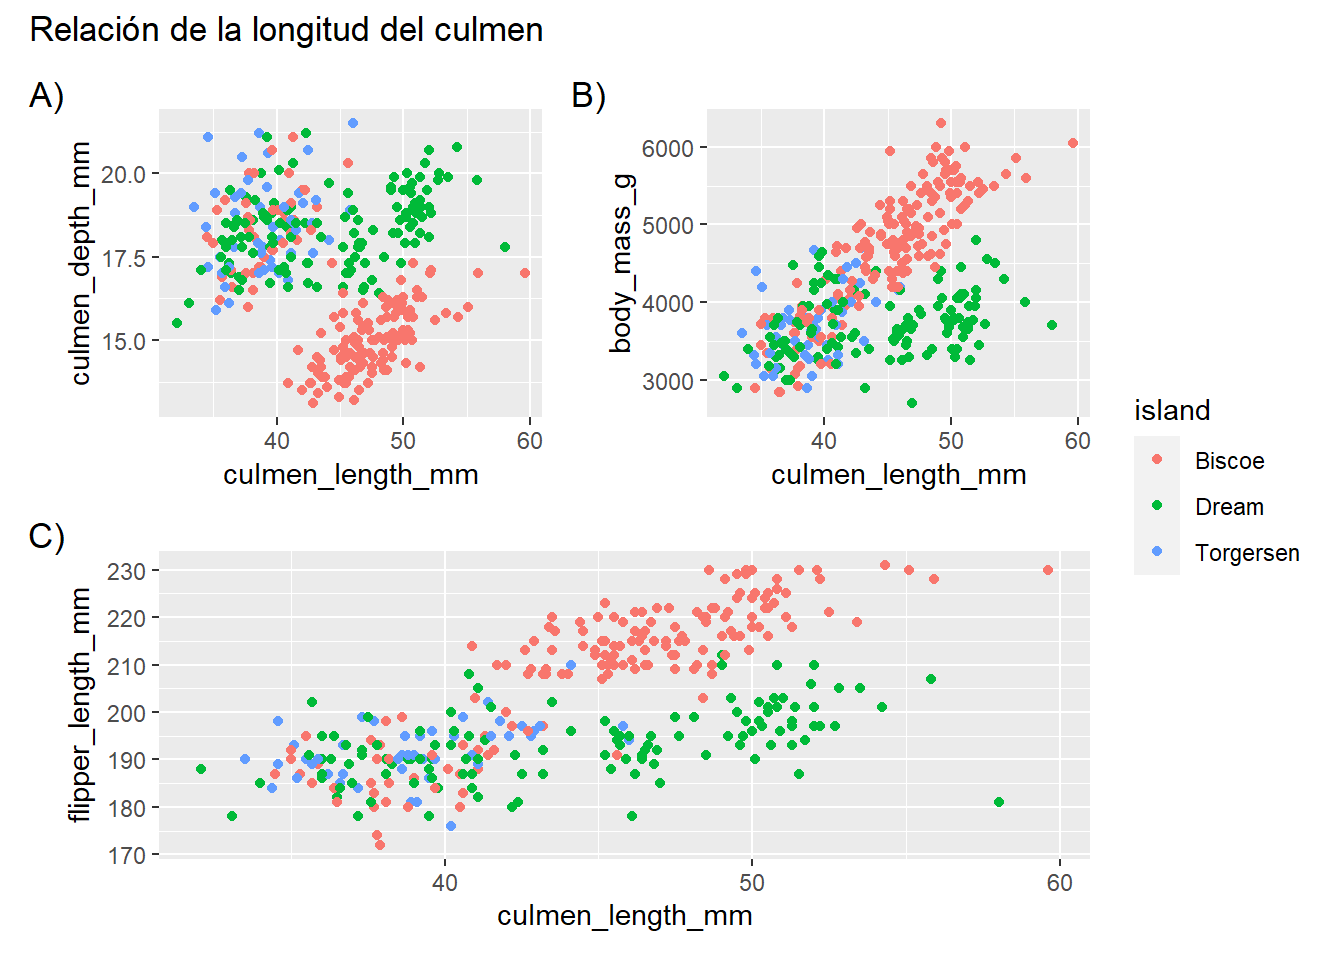 Relación de la longitud del culmen
A)
culmen_depth_mm
20.0
17.5
15.0
40 50 60
culmen_length_mm
B)
body_mass_g
6000
5000
4000
3000
40 50 60
culmen_length_mm
C)
flipper_length_mm
230
220
210
200
190
180
170
40 50 60
culmen_length_mm
island
Biscoe
Dream
Torgersen